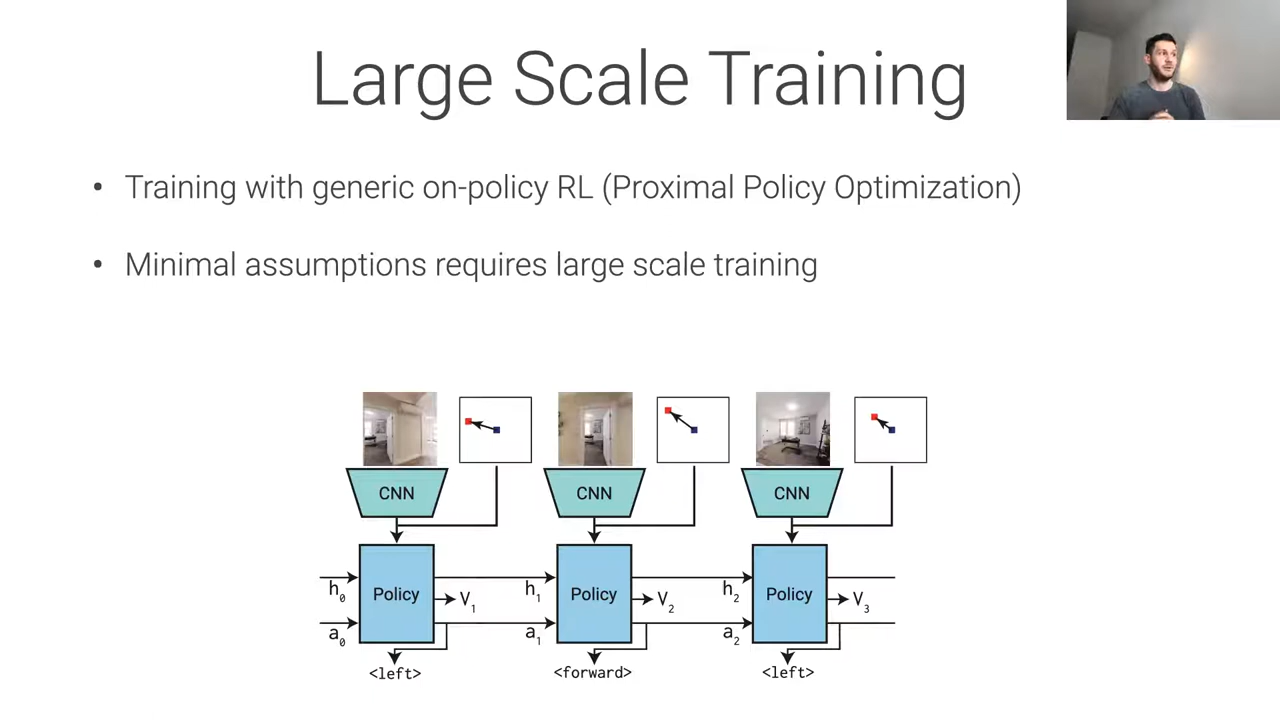 Large Scale Training
• Training with generic on-policy RL (Proximal Policy Optimization)
• Minimal assumptions requires large scale training
CNN CNN CNN
Policy Policy Policy
h0 h1 h2
V1 V2 V3
a0 a1 a2
<left> <forward> <left>